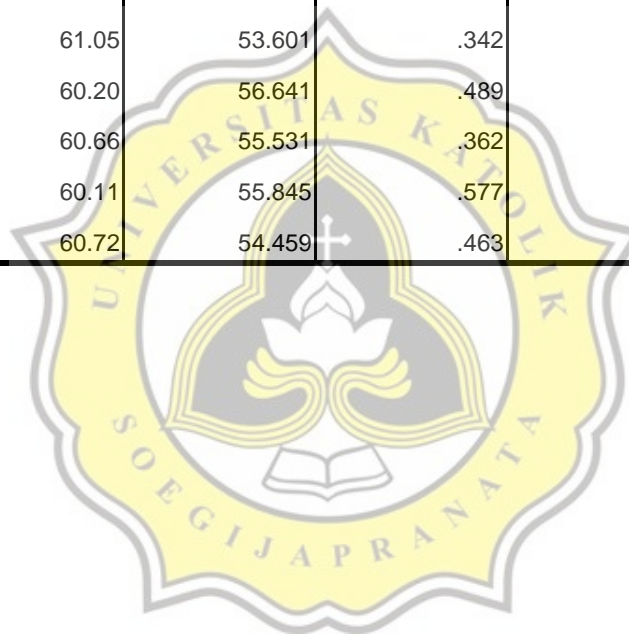 61.05 53.601 .342
60.20 56.641 .489
60.66 55.531 .362
60.11 55.845 .577
60.72 54.459 .463
UNIVERSITAS KATOLIK
SOEGIJAPRANATA